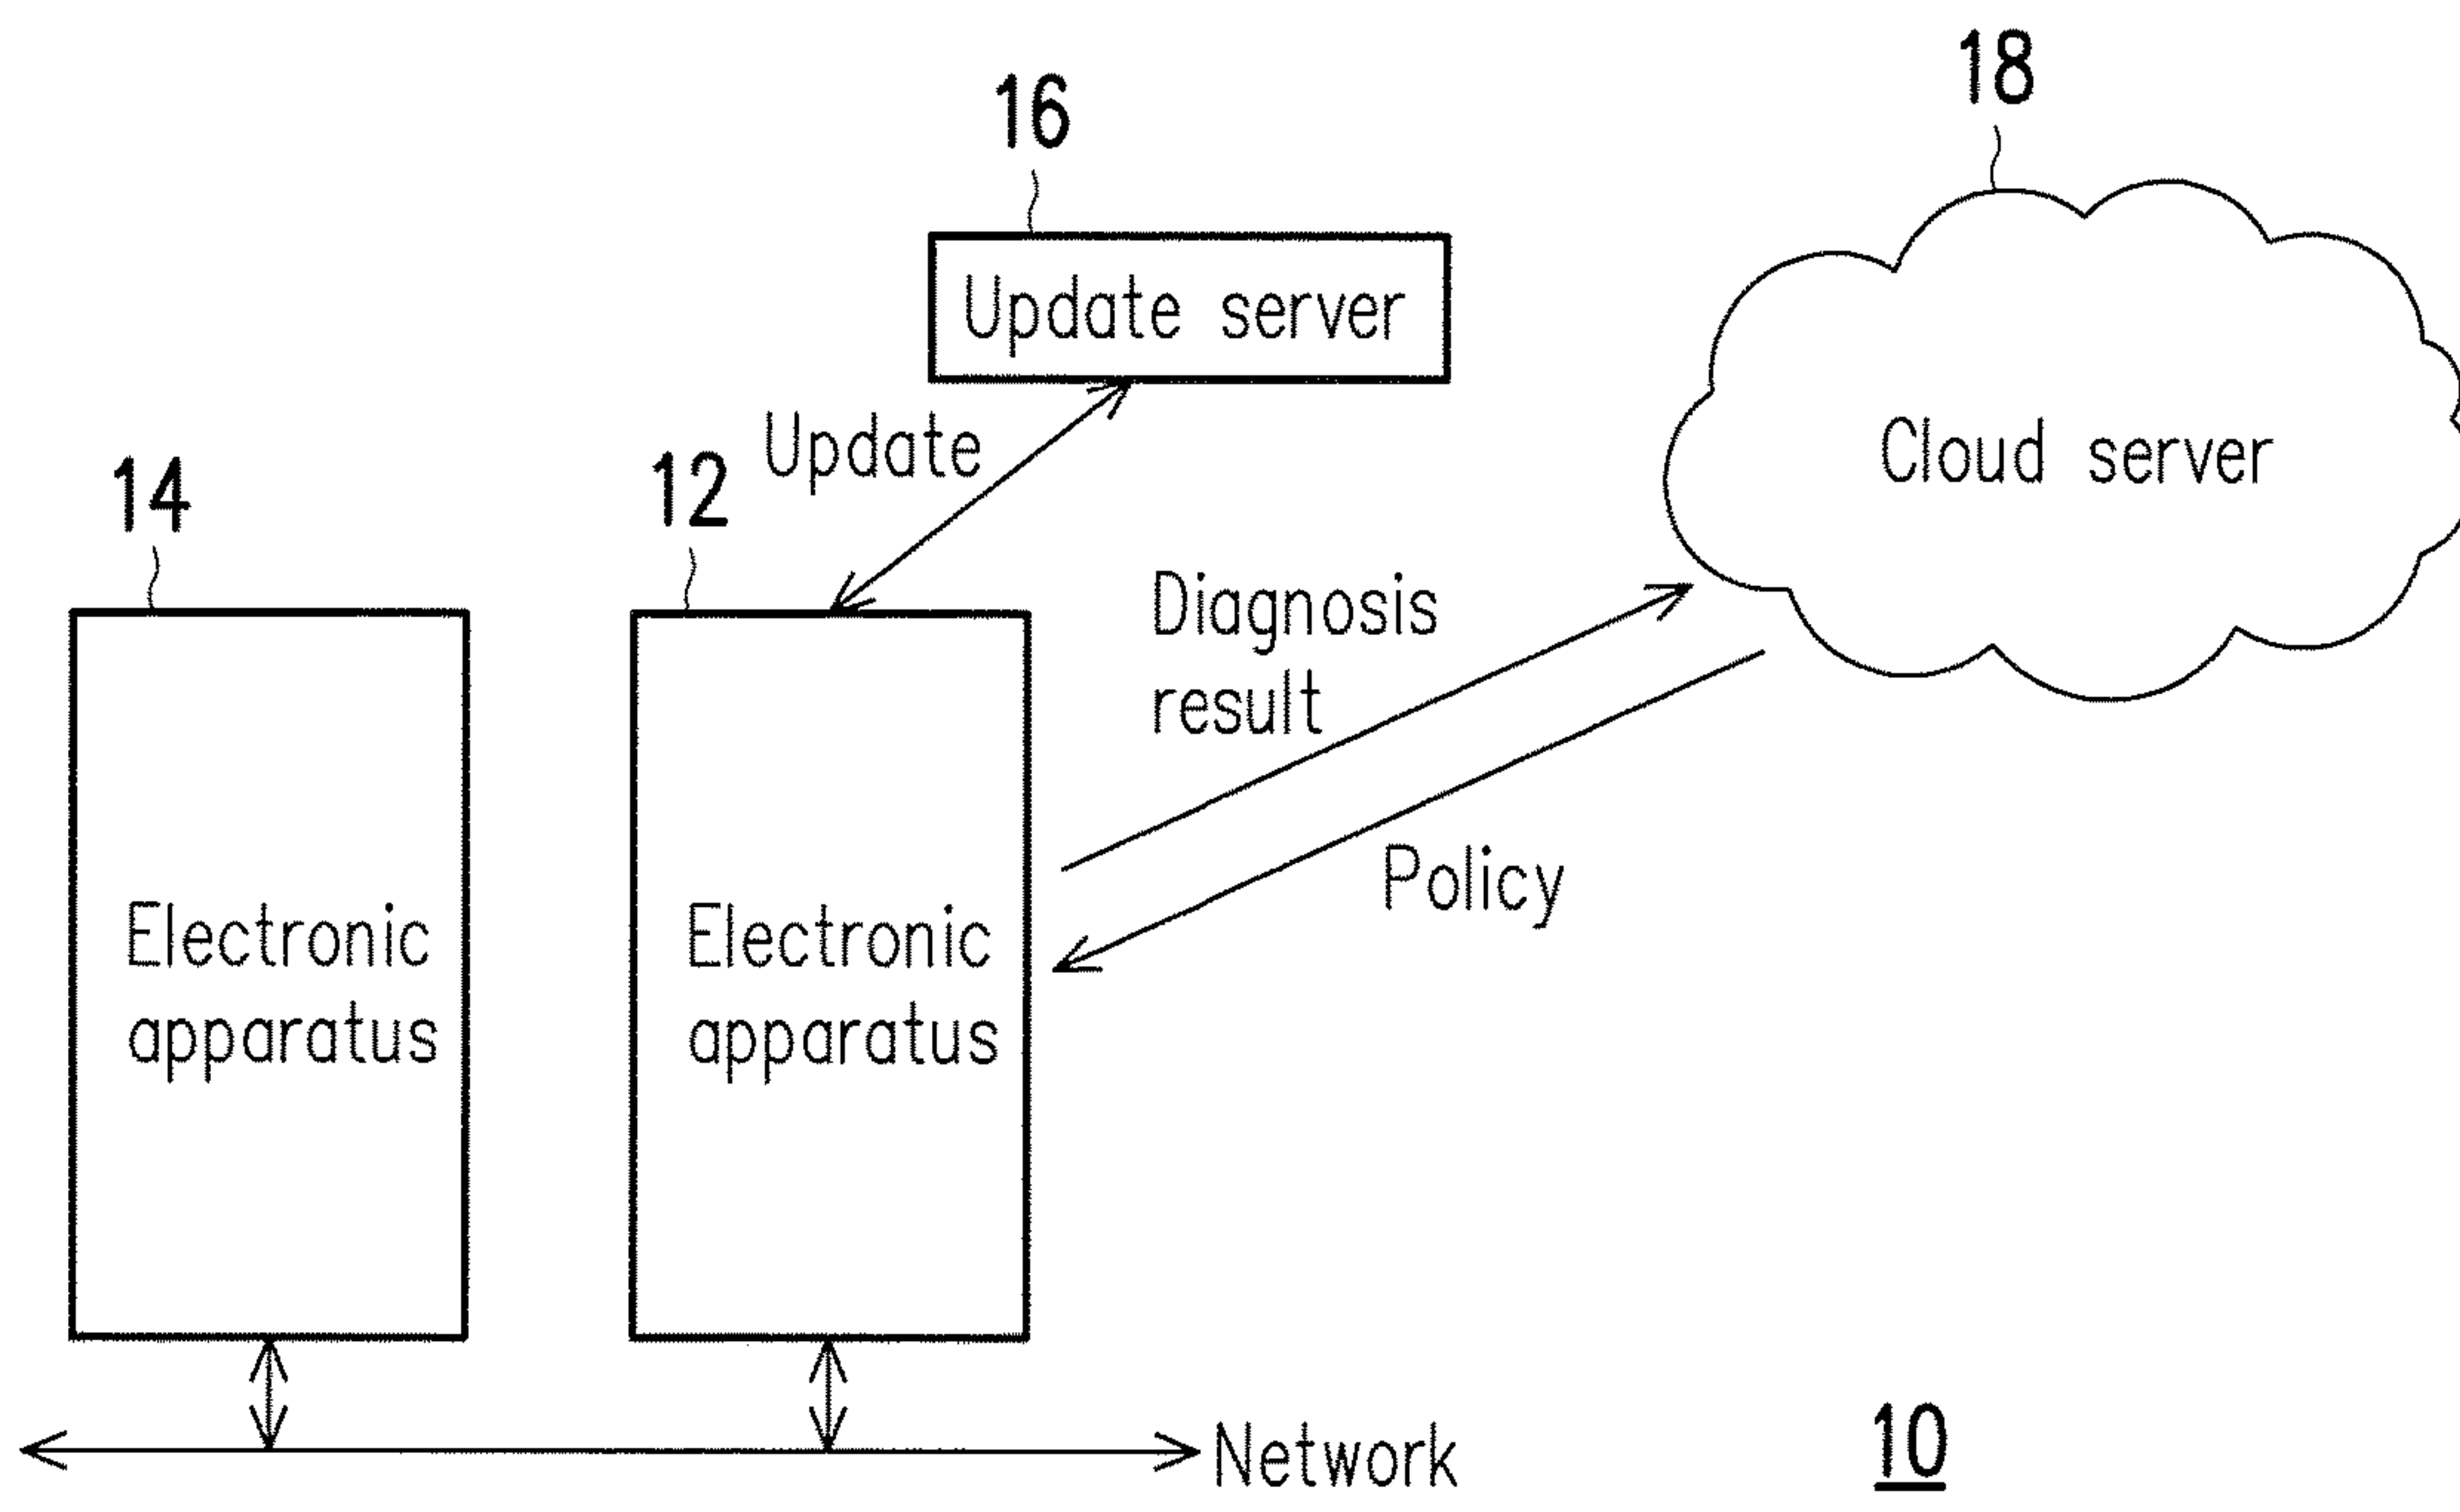 18
16
Update server
Cloud server
Update
14
12
Diagnosis
result
Policy
Electronic
apparatus
Electronic
apparatus
Network
10